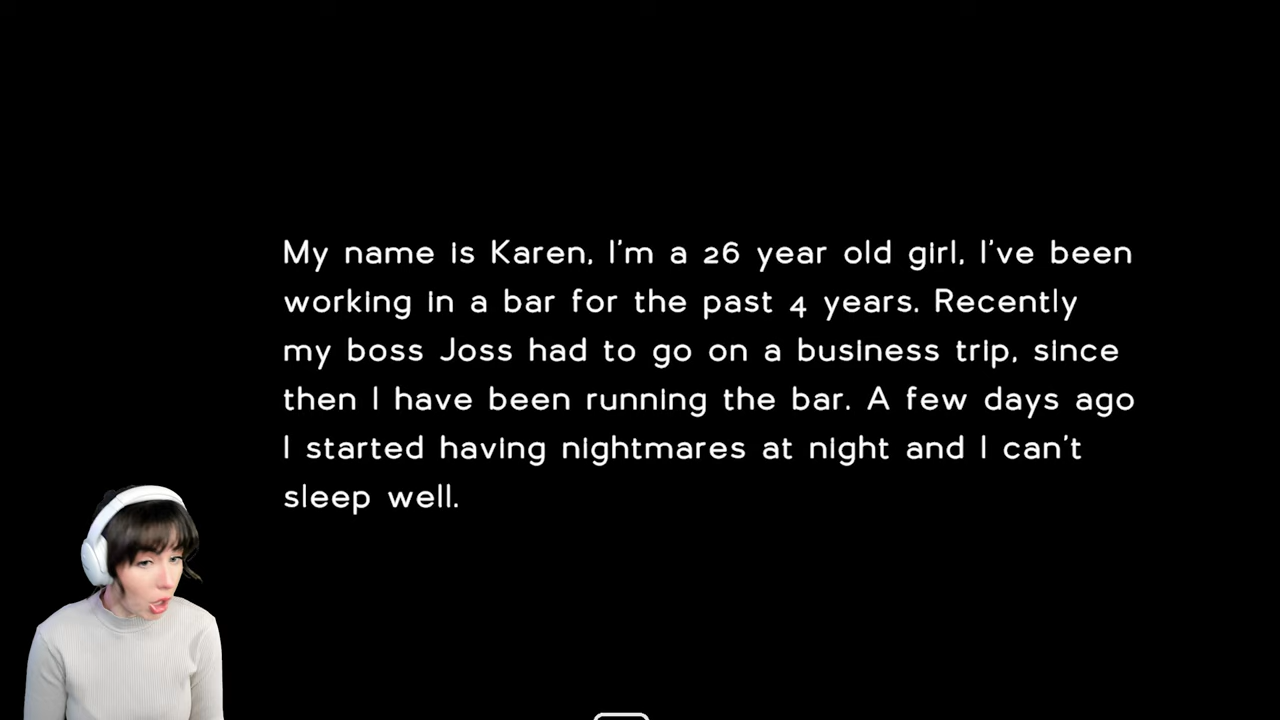 My name is Karen, I'm a 26 year old girl, I've been
working in a bar for the past 4 years. Recently
my boss Joss had to go on a business trip, since
then I have been running the bar. A few days ago
I started having nightmares at night and I can't
sleep well.